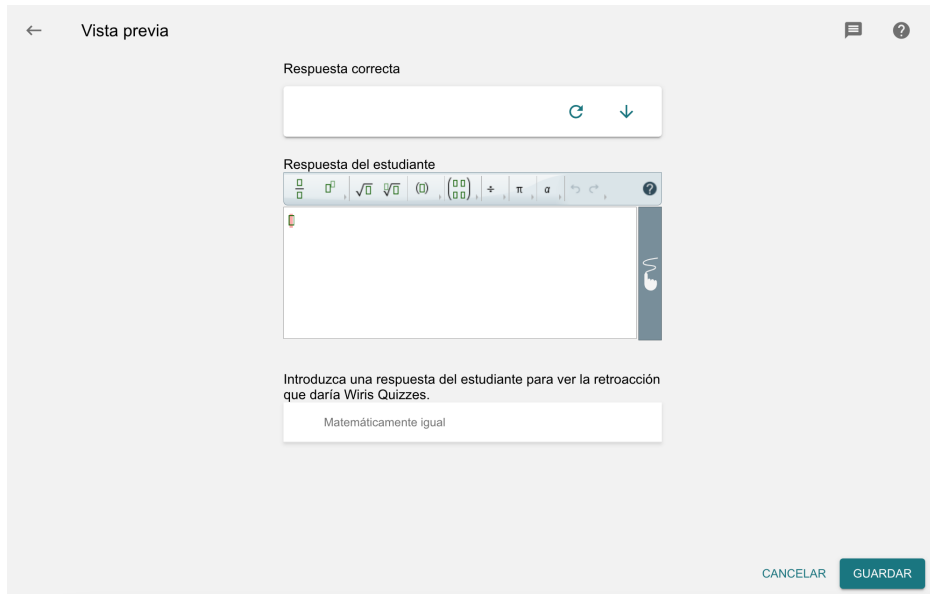 Vista previa
Respuesta correcta
Respuesta del estudiante
π a
Introduzca una respuesta del estudiante para ver la retroacción
que daría Wiris Quizzes.
Matemáticamente igual
CANCELAR GUARDAR